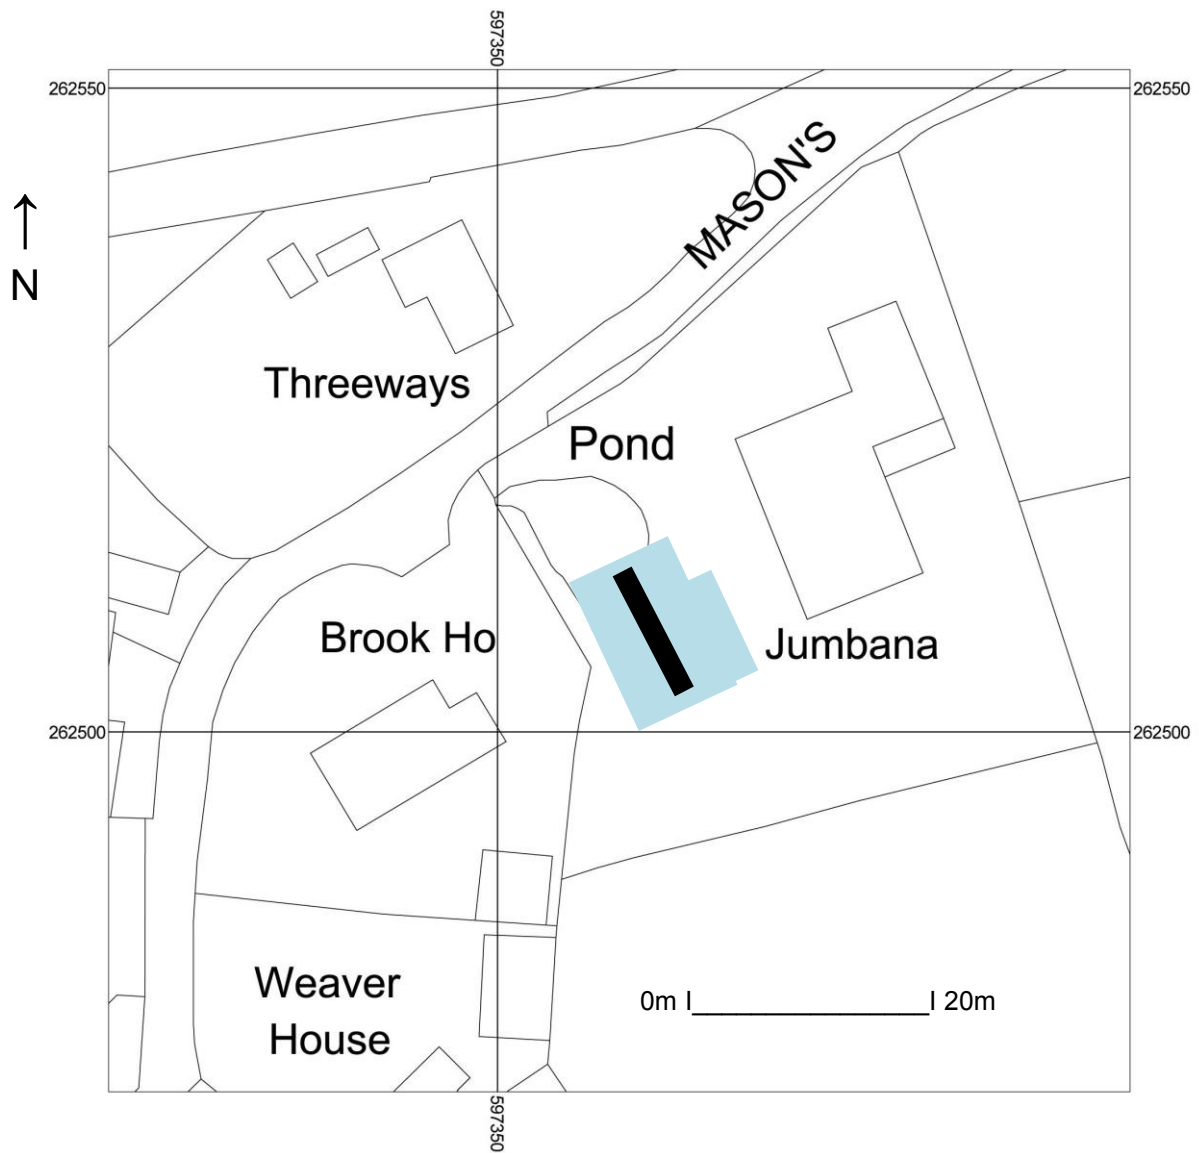 597350
262550
262550
MASON'S
N
Threeways
Pond
Brook Ho
Jumbana
262500
262500
Weaver
House
0m I________________I 20m
597350